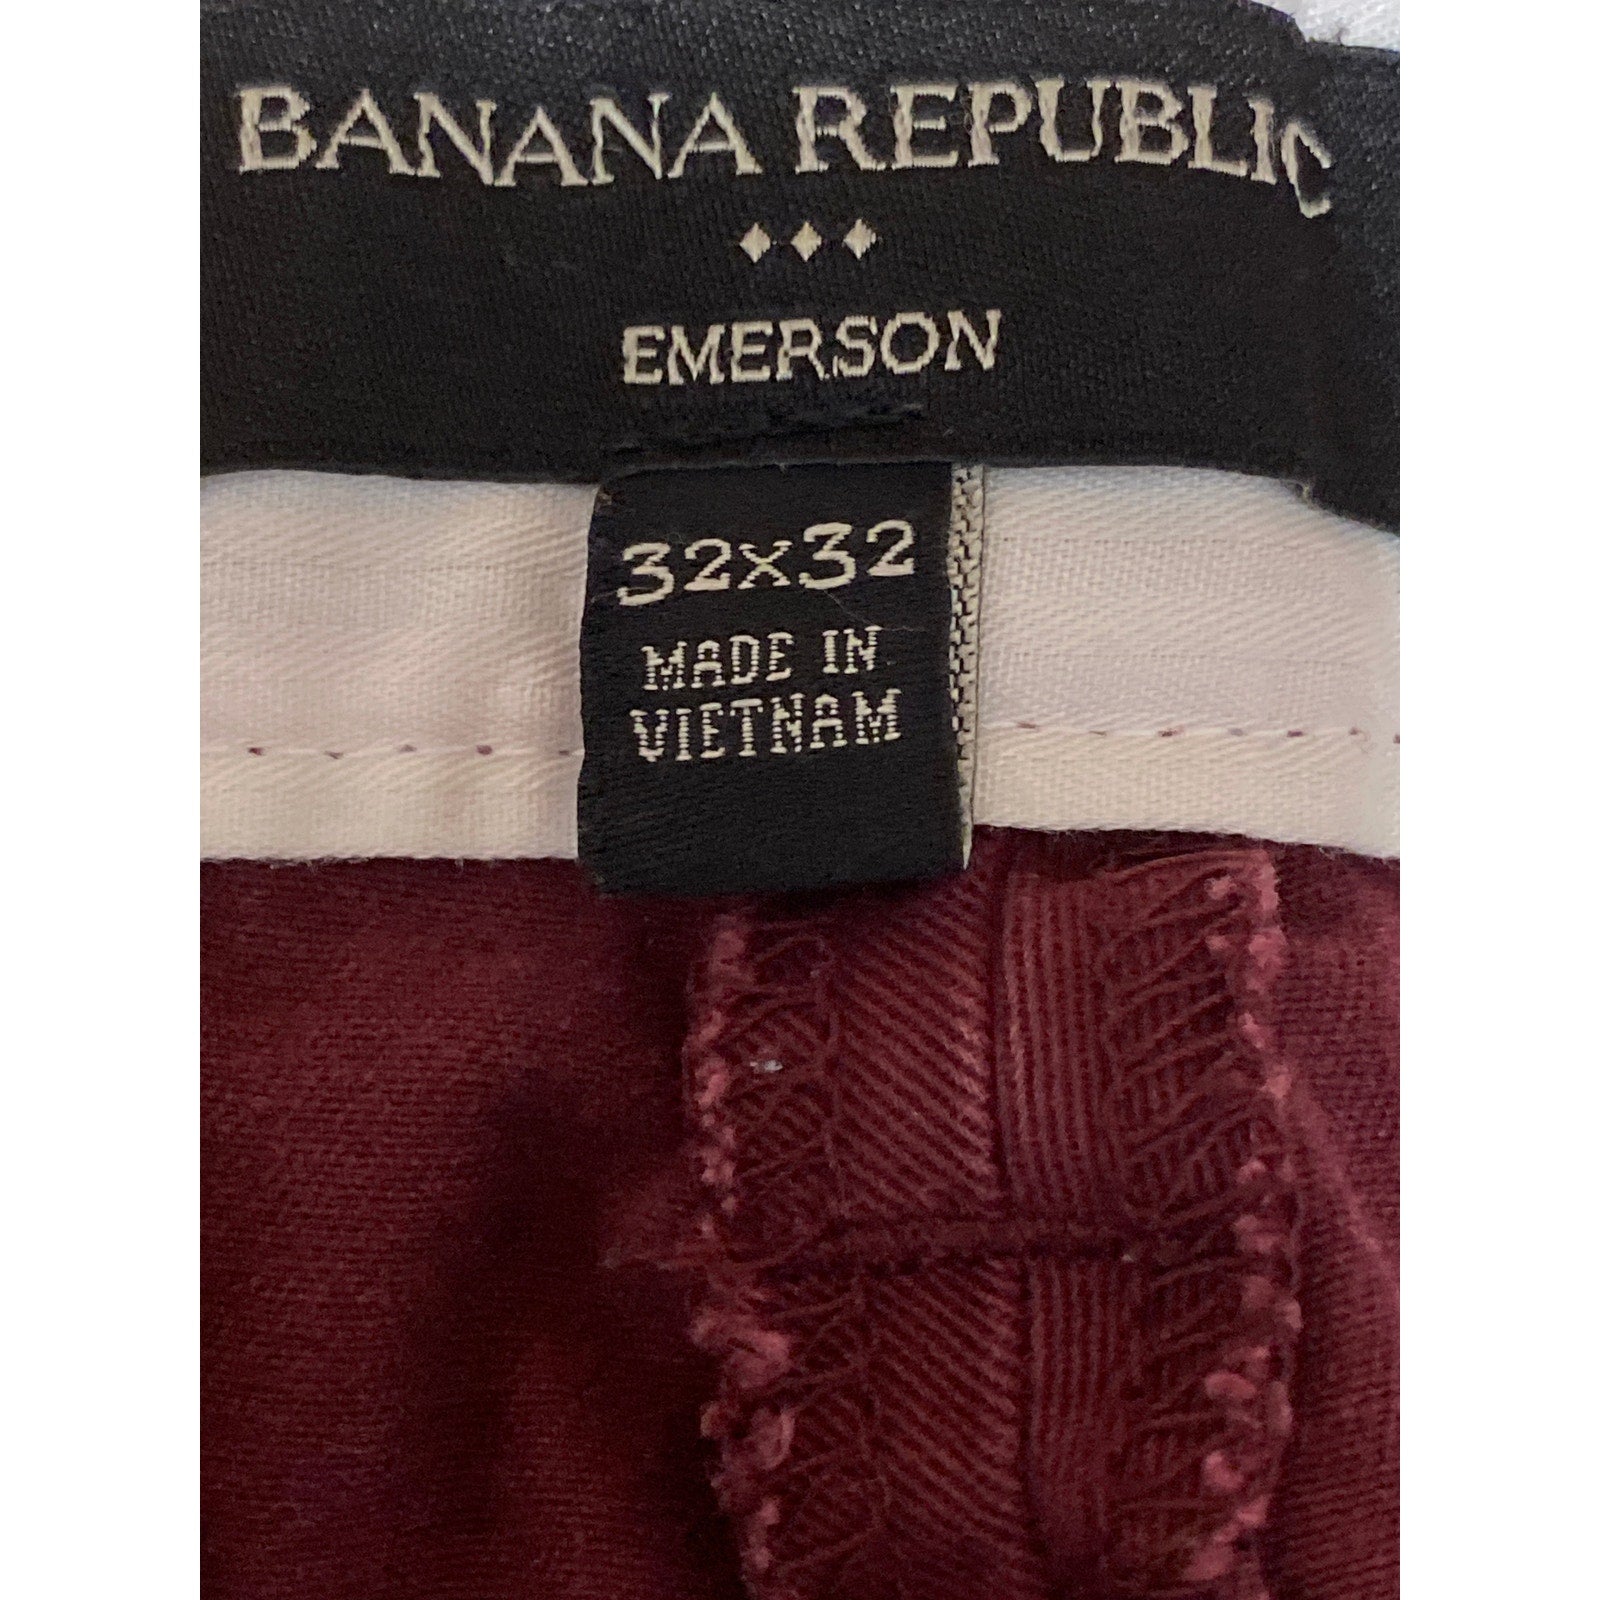 BANANA REPUBLIC
EMERSON
32x32
MADE IN
VIETNAM